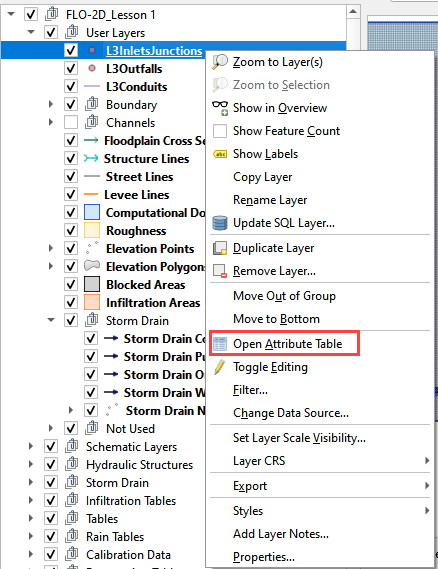 FLO-2D_Lesson 1
User Layers
L3InletsJunctions
L3Outfalls
L3Conduits
Boundary
Channels
Floodplain Cross Se
Structure Lines
Street Lines
Levee Lines
Computational Do
Roughness
Elevation Points
Elevation Polygons
Blocked Areas
Infiltration Areas
Storm Drain
Storm Drain Co
Storm Drain Pu
Storm Drain O
Storm Drain W
Storm Drain N
Not Used
Schematic Layers
Hydraulic Structures
Storm Drain
Infiltration Tables
Tables
Rain Tables
Calibration Data
Zoom to Layer(s)
Zoom to Selection
Show in Overview
Show Feature Count
abc Show Labels
Copy Layer
Rename Layer
Update SQL Layer...
Duplicate Layer
Remove Layer...
Move Out of Group
Move to Bottom
Open Attribute Table
Toggle Editing
Filter...
Change Data Source...
Set Layer Scale Visibility...
Layer CRS
Export
Styles
Add Layer Notes...
Properties...